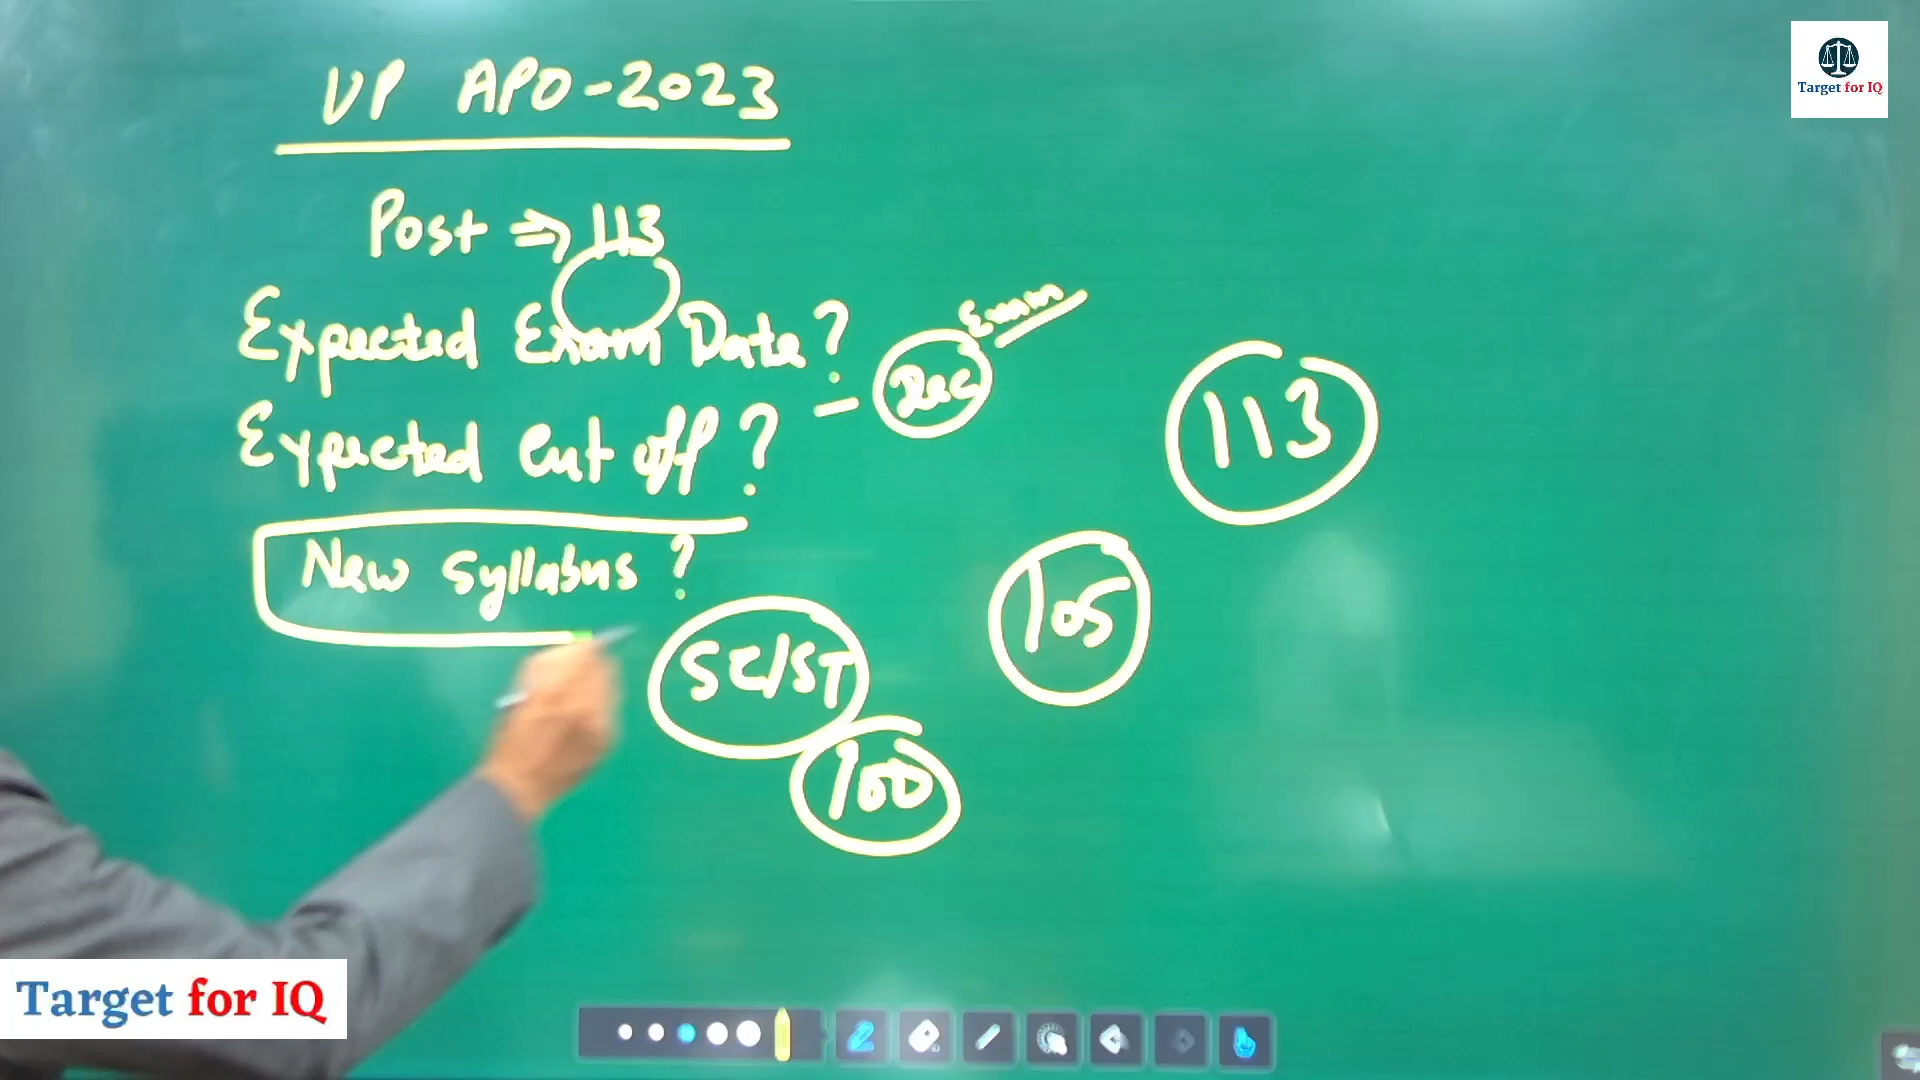 UP APO-2023
Target for IQ
Post ⇒ 113
Expected Exam Date?
Exam
- Dec
113
Expected Cut off?
New Syllabus?
105
SC/ST
100
Target for IQ